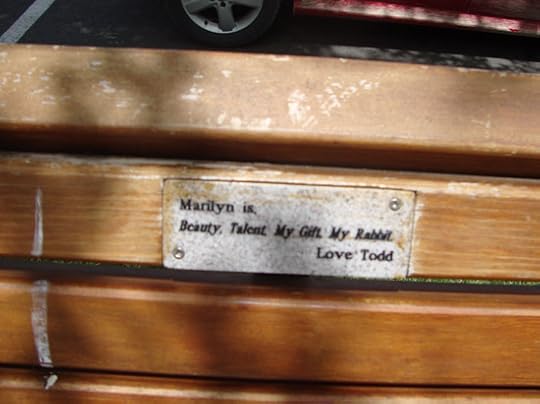 Marilyn is,
Beauty, Talent, My Gift, My Rabbit,
Love Todd